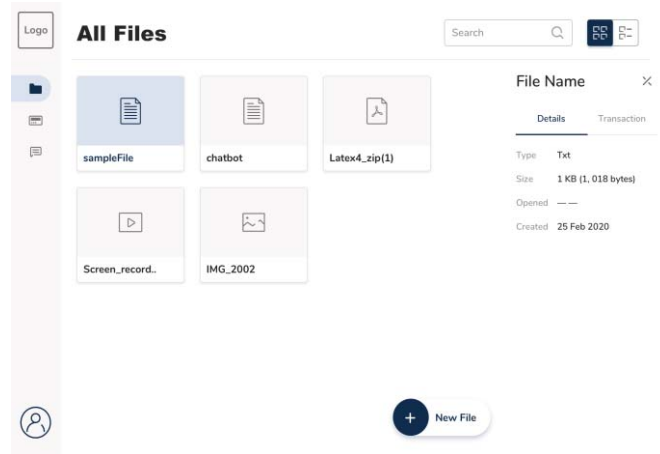 Logo
All Files
Search
sampleFile
chatbot
Latex4_zip(1)
Screen_record..
IMG_2002
New File
File Name
Details Transaction
Type Txt
Size 1 KB (1, 018 bytes)
Opened — —
Created 25 Feb 2020